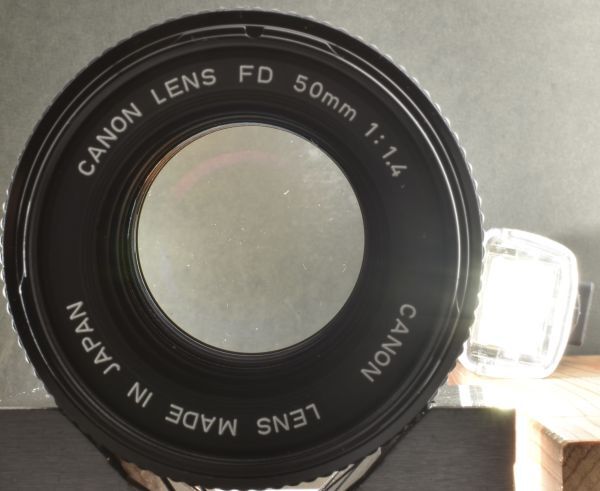 CANON LENS FD 50mm 1:1.4
CANON LENS MADE IN JAPAN